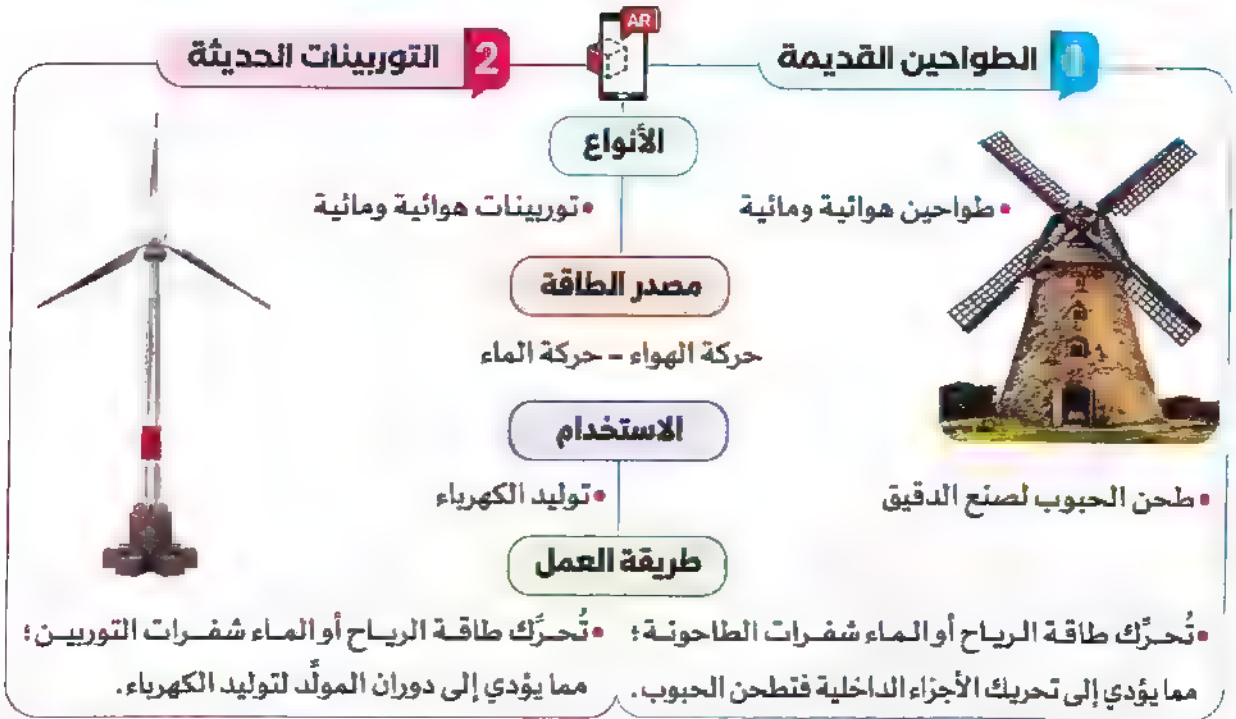 1 الطواحين القديمة
AR
2 التوربينات الحديثة
الأنواع
• طواحين هوائية ومائية
• توربينات هوائية ومائية
مصدر الطاقة
حركة الهواء – حركة الماء
الاستخدام
• طحن الحبوب لصنع الدقيق
• توليد الكهرباء
طريقة العمل
• تُحرِّك طاقة الرياح أو الماء شفرات الطاحونة؛
مما يؤدي إلى تحريك الأجزاء الداخلية فتطحن الحبوب.
• تُحرِّك طاقة الرياح أو الماء شفرات التوربين؛
مما يؤدي إلى دوران المولِّد لتوليد الكهرباء.